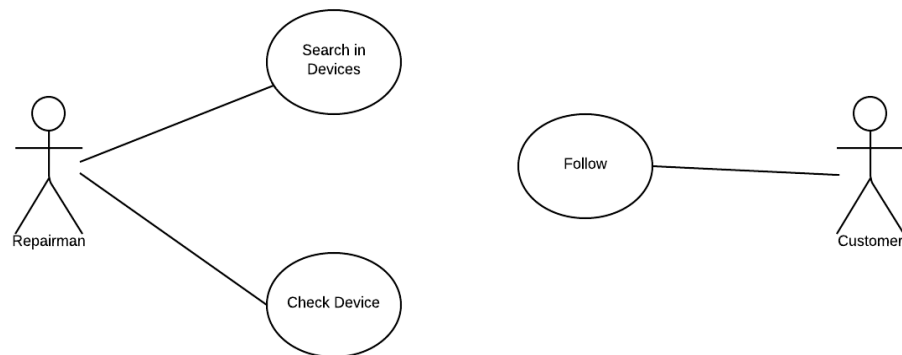 Search in
Devices
Follow
Repairman
Customer
Check Device